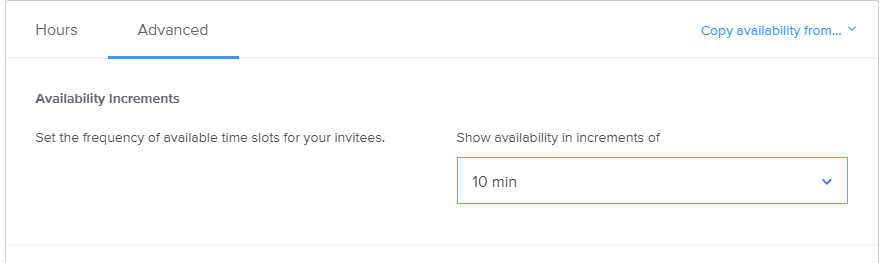 Hours Advanced Copy availability from...
Availability Increments
Set the frequency of available time slots for your invitees. Show availability in increments of
10 min